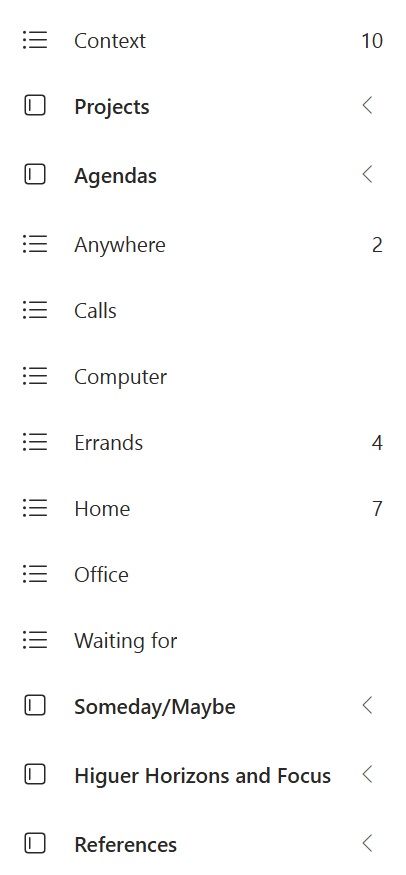 Context 10
Projects
Agendas
Anywhere 2
Calls
Computer
Errands 4
Home 7
Office
Waiting for
Someday/Maybe
Higuer Horizons and Focus
References